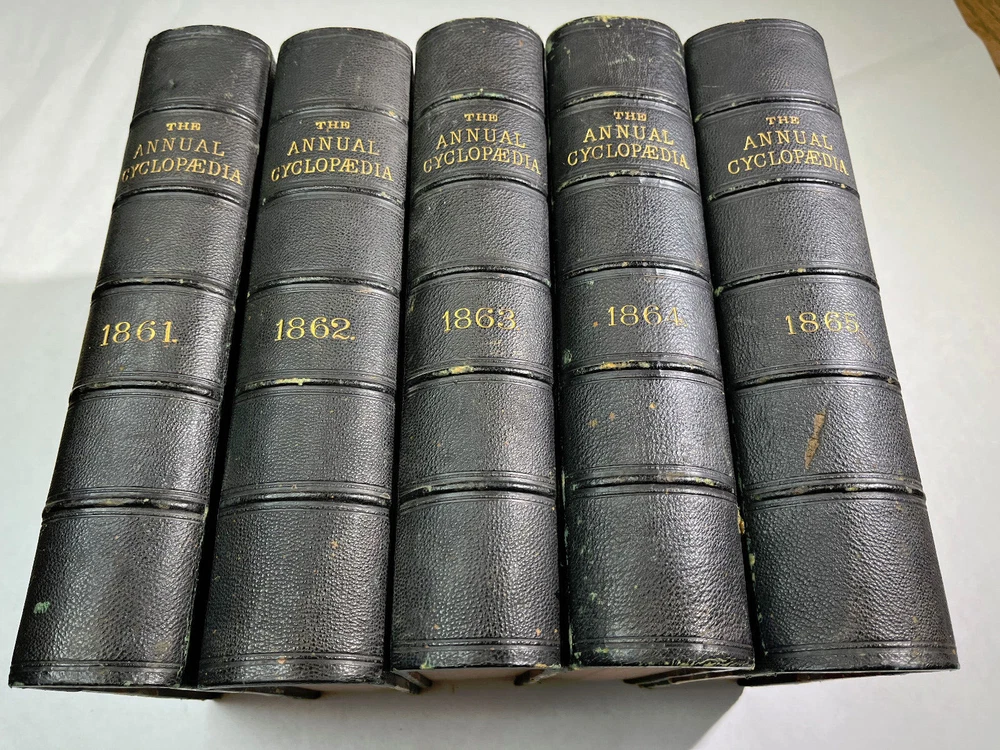 THE
ANNUAL
CYCLOPÆDIA
1861.
THE
ANNUAL
CYCLOPÆDIA
1862.
THE
ANNUAL
CYCLOPÆDIA
1863.
THE
ANNUAL
CYCLOPÆDIA
1864.
THE
ANNUAL
CYCLOPÆDIA
1865.